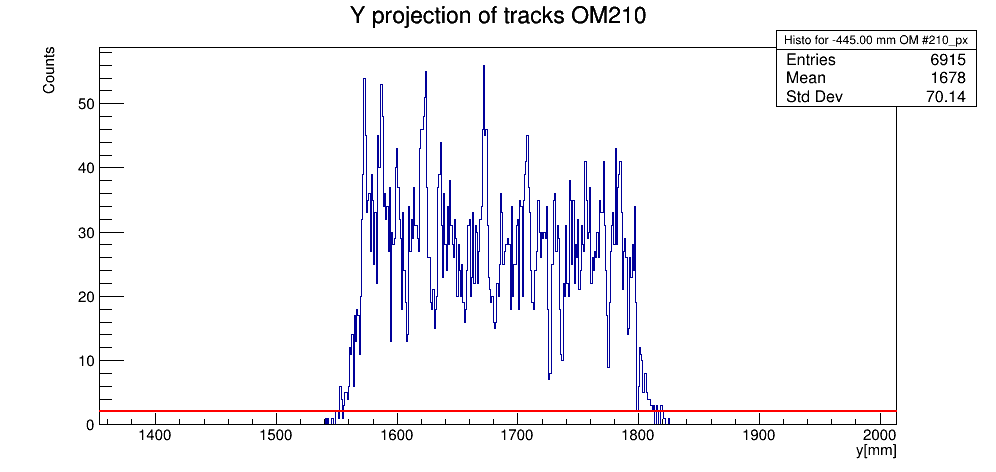 Y projection of tracks OM210
Histo for -445.00 mm OM #210_px
Entries 6915
Mean 1678
Std Dev 70.14
Counts
50
40
30
20
10
0
1400 1500 1600 1700 1800 1900 2000
y[mm]